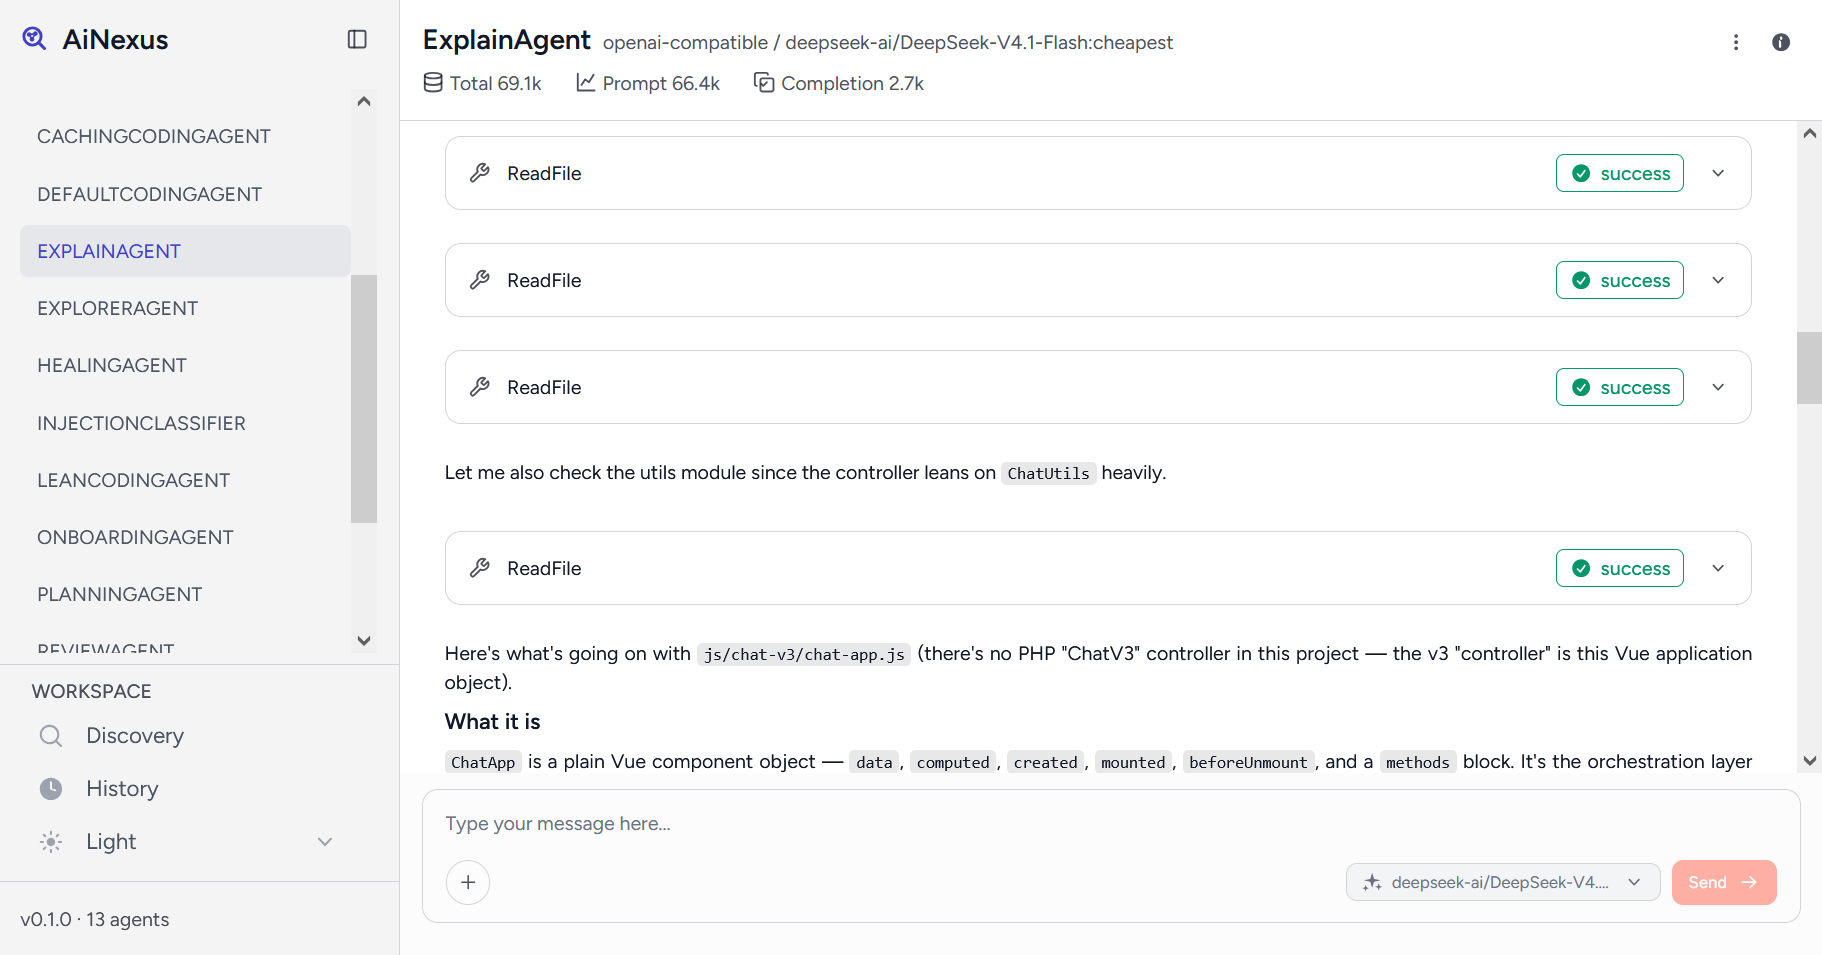 AiNexus
CACHINGCODINGAGENT
DEFAULTCODINGAGENT
EXPLAINAGENT
EXPLORERAGENT
HEALINGAGENT
INJECTIONCLASSIFIER
LEANCODINGAGENT
ONBOARDINGAGENT
PLANNINGAGENT
REVIEWAGENT
WORKSPACE
Discovery
History
Light
v0.1.0 · 13 agents
ExplainAgent openai-compatible / deepseek-ai/DeepSeek-V4.1-Flash:cheapest
Total 69.1k Prompt 66.4k Completion 2.7k
ReadFile success
ReadFile success
ReadFile success
Let me also check the utils module since the controller leans on ChatUtils heavily.
ReadFile success
Here's what's going on with js/chat-v3/chat-app.js (there's no PHP "ChatV3" controller in this project — the v3 "controller" is this Vue application
object).
What it is
ChatApp is a plain Vue component object — data, computed, created, mounted, beforeUnmount, and a methods block. It's the orchestration layer
Type your message here...
deepseek-ai/DeepSeek-V4.... Send